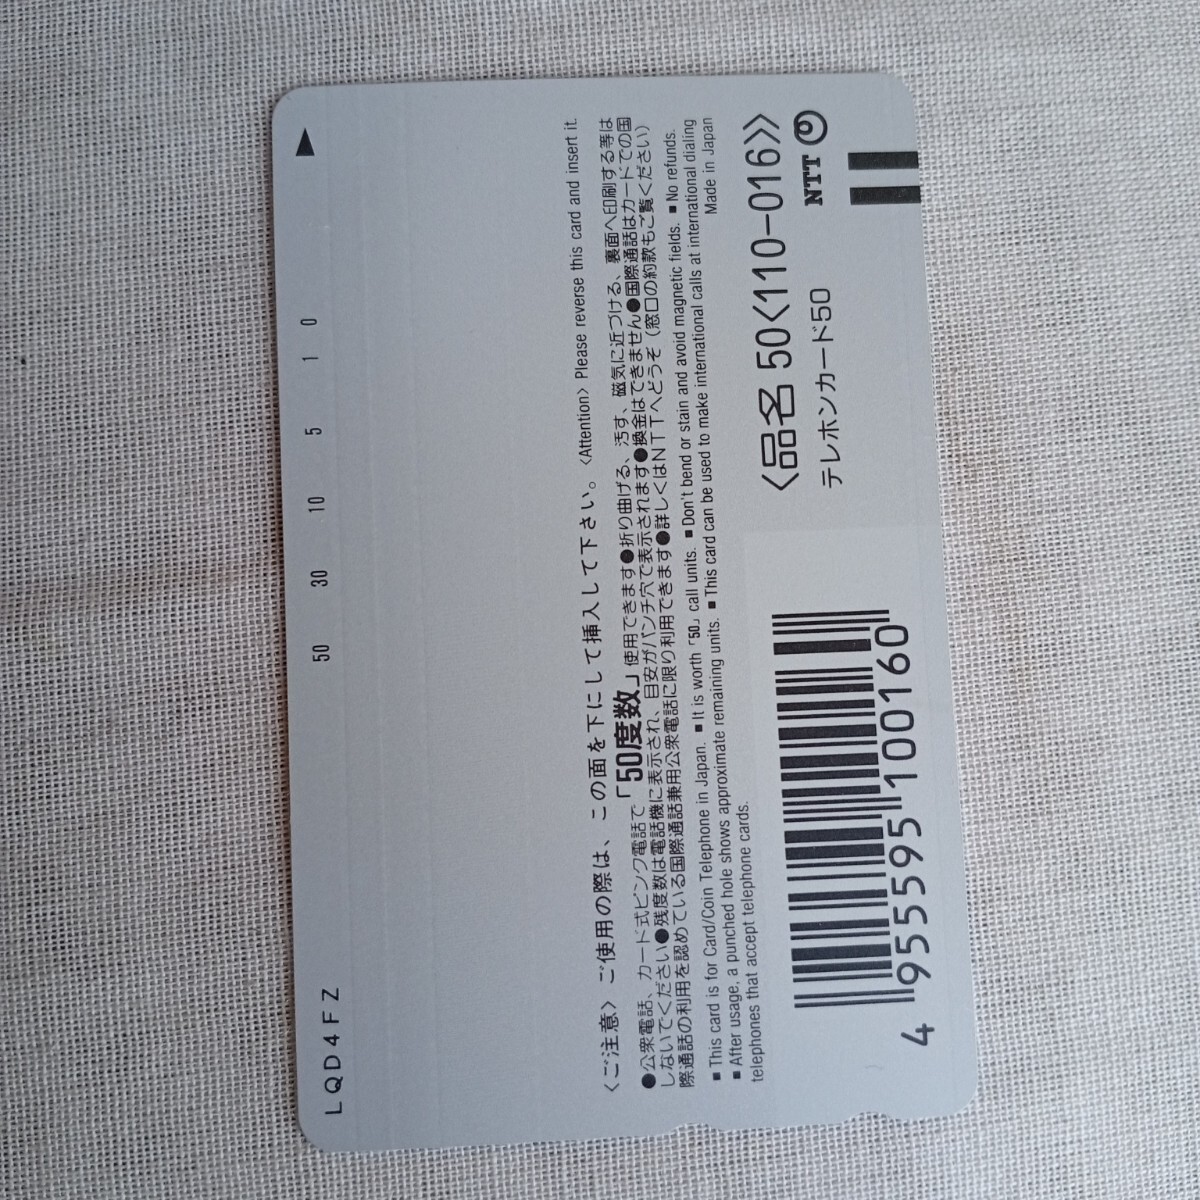 LQD4FZ
50 30 10 5 1 0
〈ご注意〉ご使用の際は、この面を下にして挿入して下さい。〈Attention〉Please reverse this card and insert it.
●公衆電話、カード式ピンク電話で「50度数」使用できます●折り曲げる、汚す、磁気に近づける、裏面へ印刷する等は
しないでください●残度数は電話機に表示され、目安がパンチ穴で表示されます●換金はできません●国際通話はカードでの国
際通話の利用を認めている国際通話兼用公衆電話に限り利用できます●詳しくはNTTへどうぞ(窓口の約款もご覧ください)
■This card is for Card/Coin Telephone in Japan. ■It is worth「50」call units. ■Don't bend or stain and avoid magnetic fields. ■No refunds.
■After usage, a punched hole shows approximate remaining units. ■This card can be used to make international calls at international dialing
telephones that accept telephone cards. Made in Japan
〈品名 50〈110-016〉〉
テレホンカード50
NTT
4 955595 100160